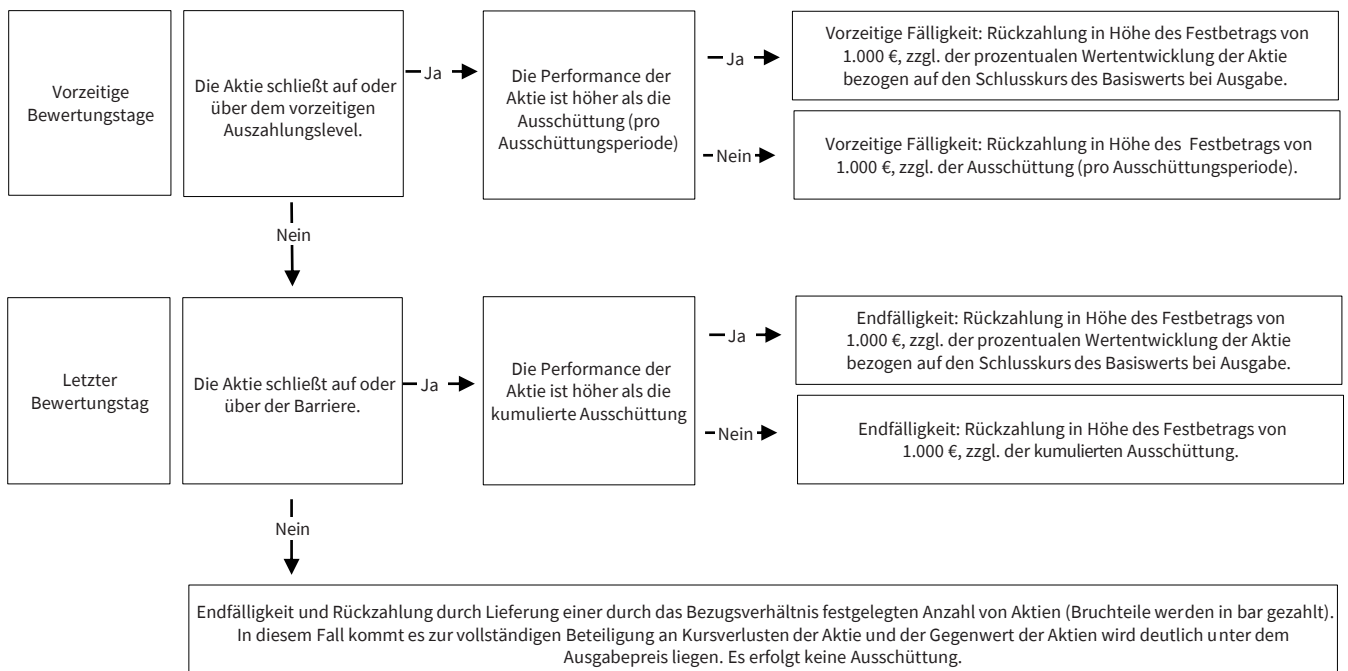 Vorzeitige
Bewertungstage
Die Aktie schließt auf oder
über dem vorzeitigen
Auszahlungslevel.
Ja
Die Performance der
Aktie ist höher als die
Ausschüttung (pro
Ausschüttungsperiode)
Ja
Vorzeitige Fälligkeit: Rückzahlung in Höhe des Festbetrags von
1.000 €, zzgl. der prozentualen Wertentwicklung der Aktie
bezogen auf den Schlusskurs des Basiswerts bei Ausgabe.
Nein
Vorzeitige Fälligkeit: Rückzahlung in Höhe des Festbetrags von
1.000 €, zzgl. der Ausschüttung (pro Ausschüttungsperiode).
Nein
Letzter
Bewertungstag
Die Aktie schließt auf oder
über der Barriere.
Ja
Die Performance der
Aktie ist höher als die
kumulierte Ausschüttung
Ja
Endfälligkeit: Rückzahlung in Höhe des Festbetrags von
1.000 €, zzgl. der prozentualen Wertentwicklung der Aktie
bezogen auf den Schlusskurs des Basiswerts bei Ausgabe.
Nein
Endfälligkeit: Rückzahlung in Höhe des Festbetrags von
1.000 €, zzgl. der kumulierten Ausschüttung.
Nein
Endfälligkeit und Rückzahlung durch Lieferung einer durch das Bezugsverhältnis festgelegten Anzahl von Aktien (Bruchteile werden in bar gezahlt).
In diesem Fall kommt es zur vollständigen Beteiligung an Kursverlusten der Aktie und der Gegenwert der Aktien wird deutlich unter dem
Ausgabepreis liegen. Es erfolgt keine Ausschüttung.